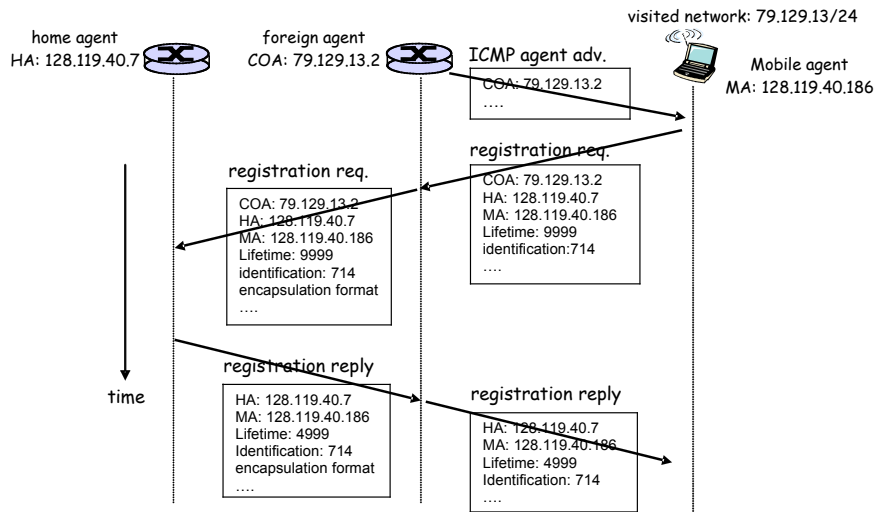 visited network: 79.129.13/24
home agent
HA: 128.119.40.7
foreign agent
COA: 79.129.13.2
ICMP agent adv.
COA: 79.129.13.2
….
Mobile agent
MA: 128.119.40.186
registration req.
COA: 79.129.13.2
HA: 128.119.40.7
MA: 128.119.40.186
Lifetime: 9999
identification:714
….
registration req.
COA: 79.129.13.2
HA: 128.119.40.7
MA: 128.119.40.186
Lifetime: 9999
identification: 714
encapsulation format
….
time
registration reply
HA: 128.119.40.7
MA: 128.119.40.186
Lifetime: 4999
Identification: 714
encapsulation format
….
registration reply
HA: 128.119.40.7
MA: 128.119.40.186
Lifetime: 4999
Identification: 714
….